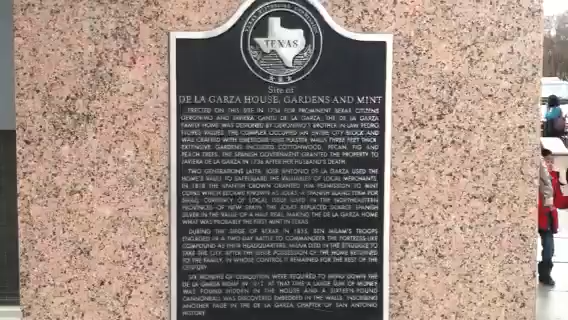 TEXAS HISTORICAL COMMISSION
TEXAS
Site of
DE LA GARZA HOUSE, GARDENS AND MINT
ERECTED ON THIS SITE IN 1734 FOR PROMINENT BEXAR CITIZENS
GERONIMO AND JAVIERA CANTU DE LA GARZA, THE DE LA GARZA
FAMILY HOME WAS DESIGNED BY GERONIMO'S BROTHER-IN-LAW PEDRO
THE COMPLEX OCCUPIED AN ENTIRE CITY BLOCK AND
WAS CRAFTED WITH LIMESTONE AND PLASTER WALLS THREE FEET THICK.
EXTENSIVE GARDENS INCLUDED COTTONWOOD, PECAN, FIG AND
PEACH TREES. THE SPANISH GOVERNMENT GRANTED THE PROPERTY TO
JAVIERA DE LA GARZA IN 1736 AFTER HER HUSBAND'S DEATH.
TWO GENERATIONS LATER, JOSE ANTONIO DE LA GARZA USED THE
HOME'S VAULTS TO SAFEGUARD THE VALUABLES OF LOCAL MERCHANTS.
IN 1818 THE SPANISH CROWN GRANTED HIM PERMISSION TO MINT
COINS WHICH BECAME KNOWN AS JOLAS - A SPANISH SLANG TERM FOR
SMALL CURRENCY OF LOCAL ISSUE USED IN THE NORTHEASTERN
PROVINCES OF NEW SPAIN. THE JOLAS REPLACED SCARCE SPANISH
SILVER IN THE VALUE OF A HALF REAL, MAKING THE DE LA GARZA HOME
WHAT WAS PROBABLY THE FIRST MINT IN TEXAS.
DURING THE SIEGE OF BEXAR IN 1835, BEN MILAM'S TROOPS
ENGAGED IN A TWO-DAY BATTLE TO COMMANDEER THE FORTRESS-LIKE
COMPOUND AS THEIR HEADQUARTERS. MILAM DIED IN THE STRUGGLE TO
TAKE THE CITY. AFTER THE SIEGE POSSESSION OF THE HOME RETURNED
TO THE FAMILY, IN WHOSE CONTROL IT REMAINED FOR THE REST OF THE
CENTURY.
SIX MONTHS OF DEMOLITION WERE REQUIRED TO BRING DOWN THE
DE LA GARZA HOME IN 1912. AT THAT TIME A LARGE SUM OF MONEY
WAS FOUND HIDDEN IN THE HOUSE AND A SIXTEEN-POUND
CANNONBALL WAS DISCOVERED EMBEDDED IN THE WALLS, INSCRIBING
ANOTHER PAGE IN THE DE LA GARZA CHAPTER OF SAN ANTONIO
HISTORY.